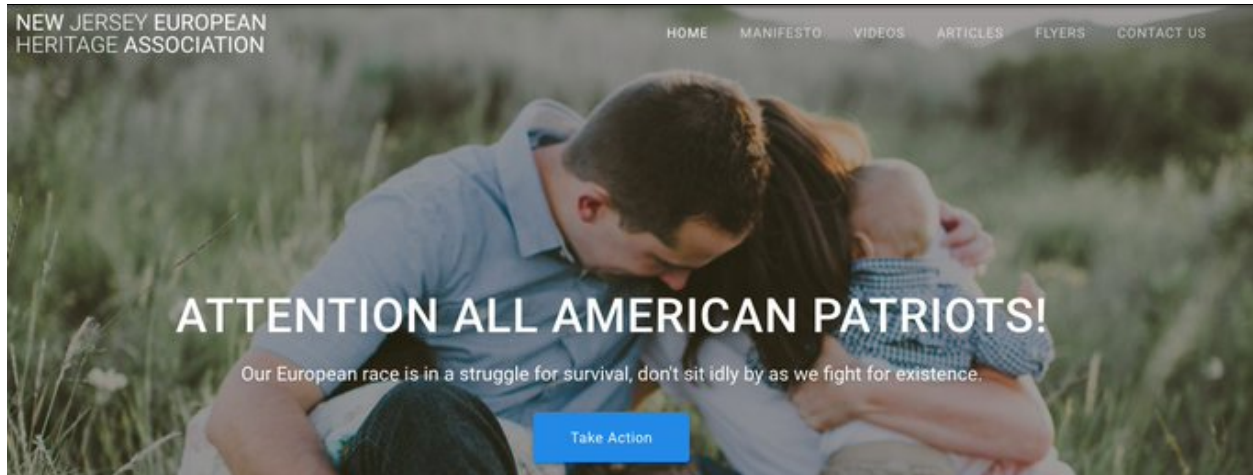 NEW JERSEY EUROPEAN
HERITAGE ASSOCIATION
HOME MANIFESTO VIDEOS ARTICLES FLYERS CONTACT US
ATTENTION ALL AMERICAN PATRIOTS!
Our European race is in a struggle for survival, don't sit idly by as we fight for existence.
Take Action